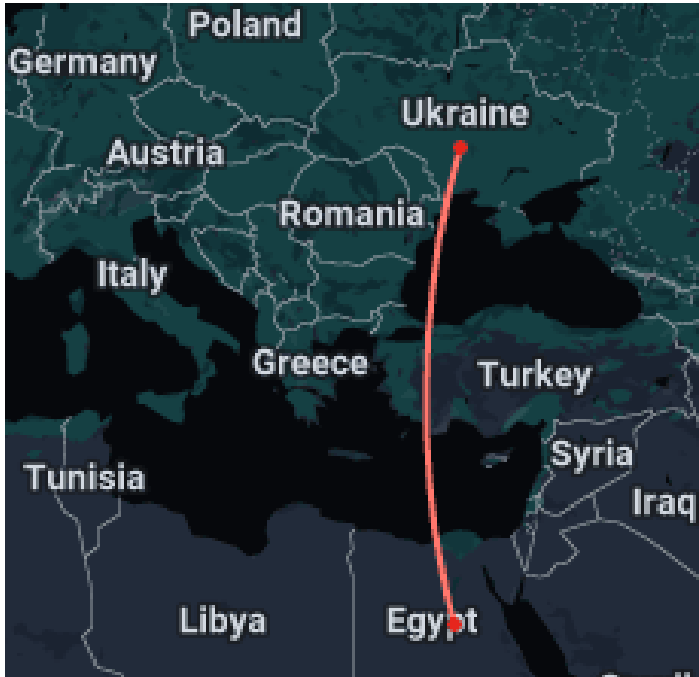 Poland
Germany
Ukraine
Austria
Romania
Italy
Greece
Turkey
Syria
Tunisia
Iraq
Libya
Egypt